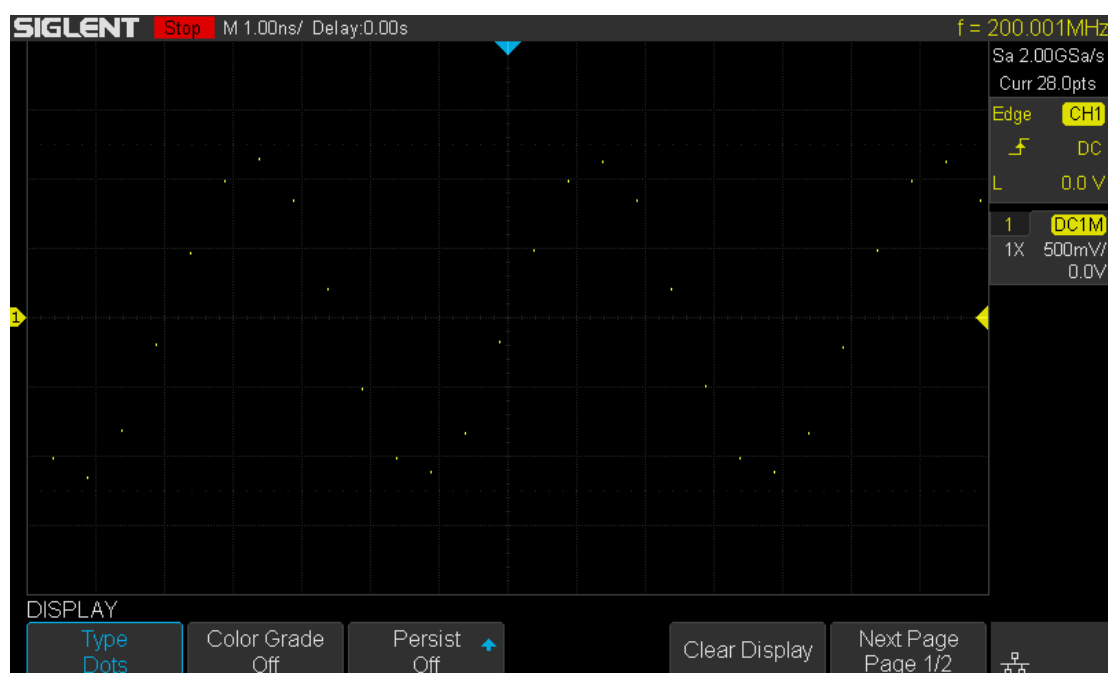 SIGLENT Stop M 1.00ns/ Delay:0.00s f = 200.001MHz
Sa 2.00GSa/s
Curr 28.0pts
Edge CH1
DC
L 0.0 V
1 DC1M
1X 500mV/
0.0V
1
DISPLAY
Type Color Grade Persist Clear Display Next Page
Dots Off Off Page 1/2